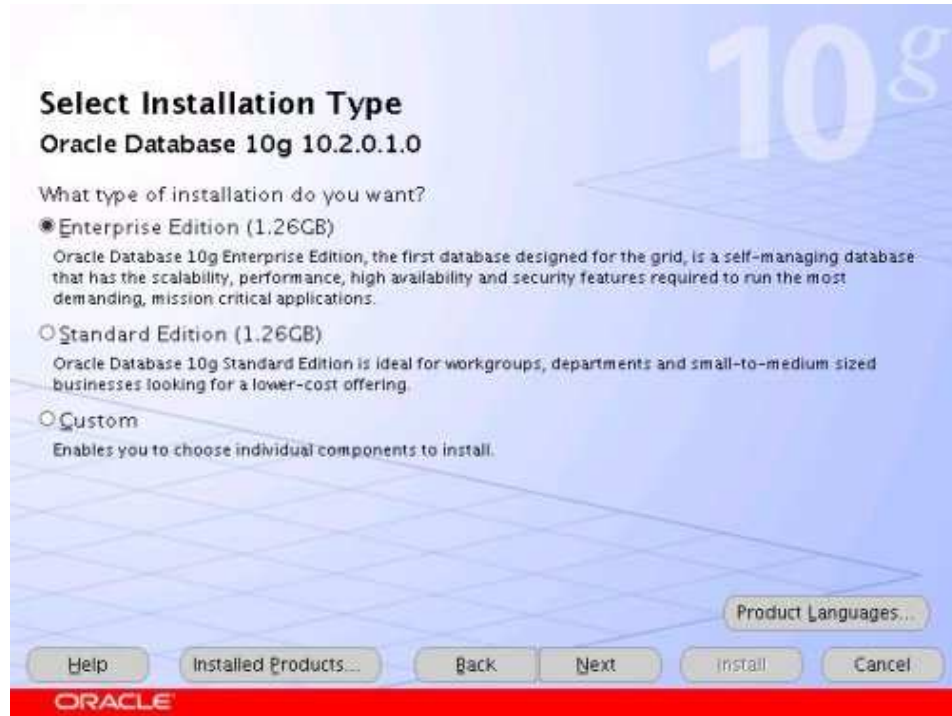 10g
Select Installation Type
Oracle Database 10g 10.2.0.1.0
What type of installation do you want?
Enterprise Edition (1.26GB)
Oracle Database 10g Enterprise Edition, the first database designed for the grid, is a self-managing database
that has the scalability, performance, high availability and security features required to run the most
demanding, mission critical applications.
Standard Edition (1.26GB)
Oracle Database 10g Standard Edition is ideal for workgroups, departments and small-to-medium sized
businesses looking for a lower-cost offering.
Custom
Enables you to choose individual components to install.
Product Languages...
Help Installed Products... Back Next Install Cancel
ORACLE